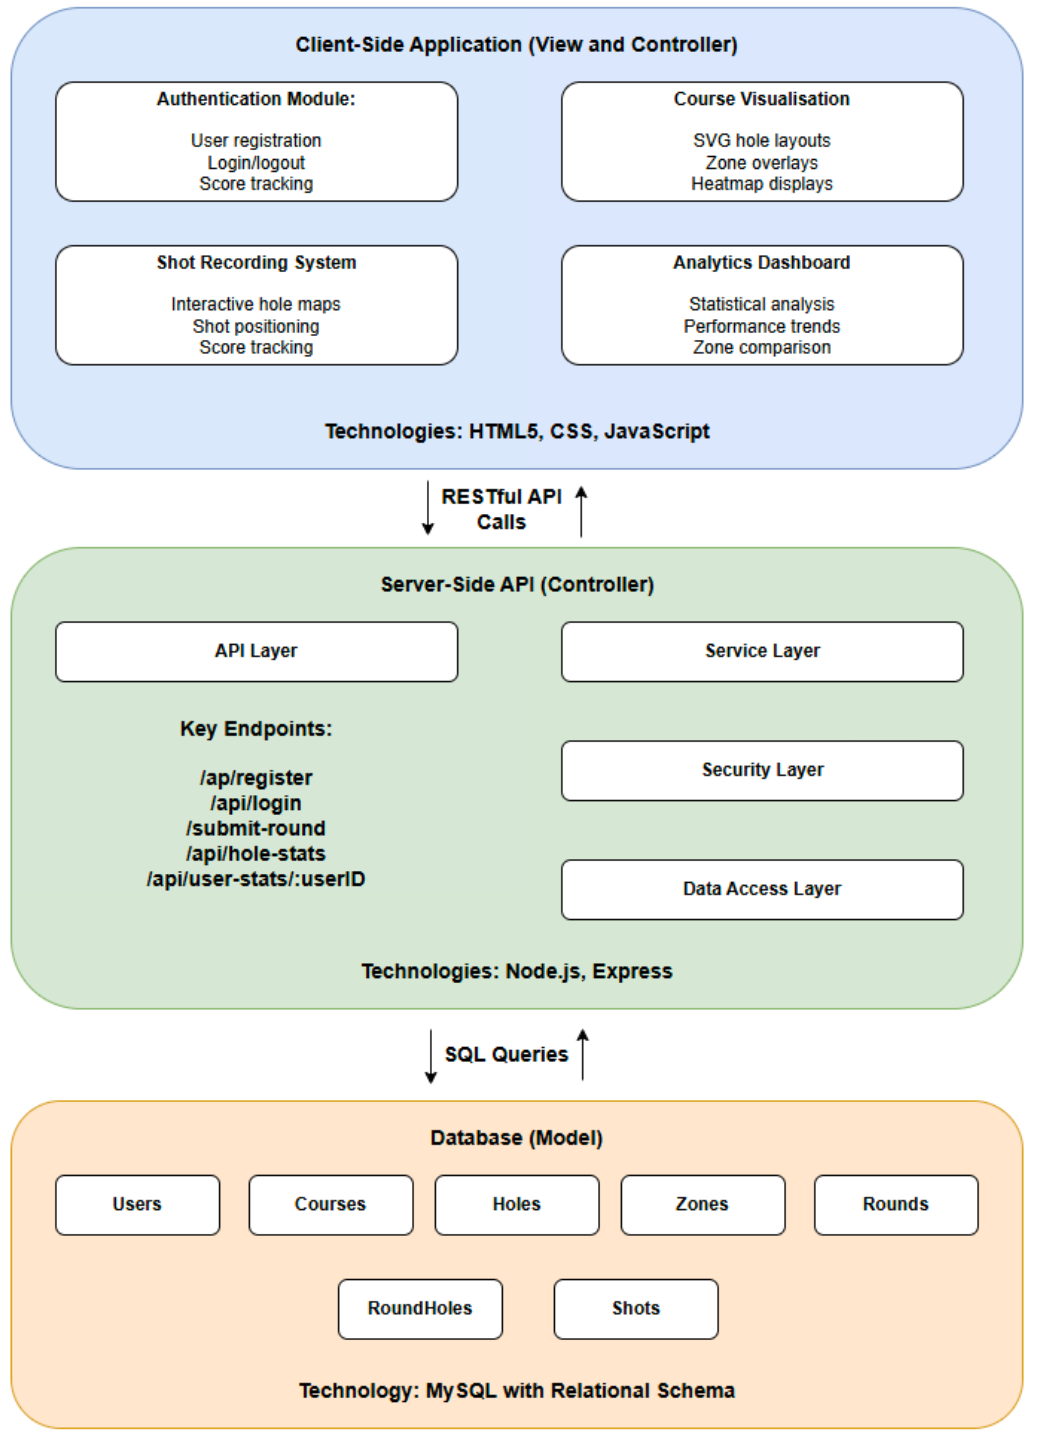 Client-Side Application (View and Controller)
Authentication Module:
User registration
Login/logout
Score tracking
Course Visualisation
SVG hole layouts
Zone overlays
Heatmap displays
Shot Recording System
Interactive hole maps
Shot positioning
Score tracking
Analytics Dashboard
Statistical analysis
Performance trends
Zone comparison
Technologies: HTML5, CSS, JavaScript
RESTful API
Calls
Server-Side API (Controller)
API Layer
Service Layer
Key Endpoints:
/ap/register
/api/login
/submit-round
/api/hole-stats
/api/user-stats/:userID
Security Layer
Data Access Layer
Technologies: Node.js, Express
SQL Queries
Database (Model)
Users
Courses
Holes
Zones
Rounds
RoundHoles
Shots
Technology: MySQL with Relational Schema